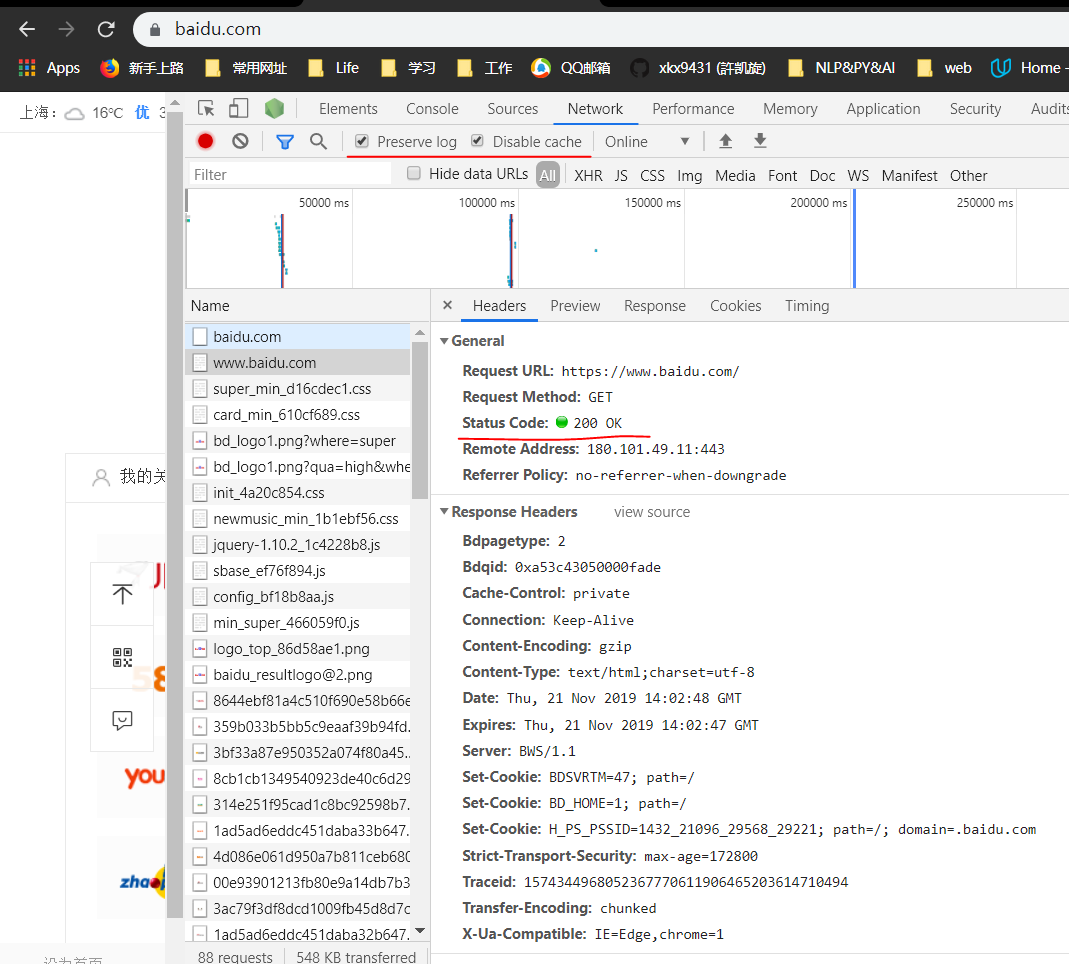 baidu.com
Apps 新手上路 常用网址 Life 学习 工作 QQ邮箱 xkx9431 (許凱旋) NLP&PY&AI web Home -
上海： 16℃ 优 3
Elements Console Sources Network Performance Memory Application Security Audits
Preserve log Disable cache Online
Filter Hide data URLs All XHR JS CSS Img Media Font Doc WS Manifest Other
50000 ms 100000 ms 150000 ms 200000 ms 250000 ms
Name
Headers Preview Response Cookies Timing
baidu.com
www.baidu.com
super_min_d16cdec1.css
card_min_610cf689.css
bd_logo1.png?where=super
bd_logo1.png?qua=high&whe
init_4a20c854.css
newmusic_min_1b1ebf56.css
jquery-1.10.2_1c4228b8.js
sbase_ef76f894.js
config_bf18b8aa.js
min_super_466059f0.js
logo_top_86d58ae1.png
baidu_resultlogo@2.png
8644ebf81a4c510f690e58b66e
359b033b5bb5c9eaaf39b94fd.
3bf33a87e950352a074f80a45..
8cb1cb1349540923de40c6d29
314e251f95cad1c8bc92598b7.
1ad5ad6eddc451daba33b647.
4d086e061d950a7b811ceb680
00e93901213fb80e9a14db7b3
3ac79f3df8dcd1009fb45d8d7c
1ad5ad6eddc451daba32b647.
88 requests 548 KB transferred
General
Request URL: https://www.baidu.com/
Request Method: GET
Status Code: 200 OK
Remote Address: 180.101.49.11:443
Referrer Policy: no-referrer-when-downgrade
Response Headers view source
Bdpagetype: 2
Bdqid: 0xa53c43050000fade
Cache-Control: private
Connection: Keep-Alive
Content-Encoding: gzip
Content-Type: text/html;charset=utf-8
Date: Thu, 21 Nov 2019 14:02:48 GMT
Expires: Thu, 21 Nov 2019 14:02:47 GMT
Server: BWS/1.1
Set-Cookie: BDSVRTM=47; path=/
Set-Cookie: BD_HOME=1; path=/
Set-Cookie: H_PS_PSSID=1432_21096_29568_29221; path=/; domain=.baidu.com
Strict-Transport-Security: max-age=172800
Traceid: 1574344968052367770611906465203614710494
Transfer-Encoding: chunked
X-Ua-Compatible: IE=Edge,chrome=1
我的关
58
you
zhao